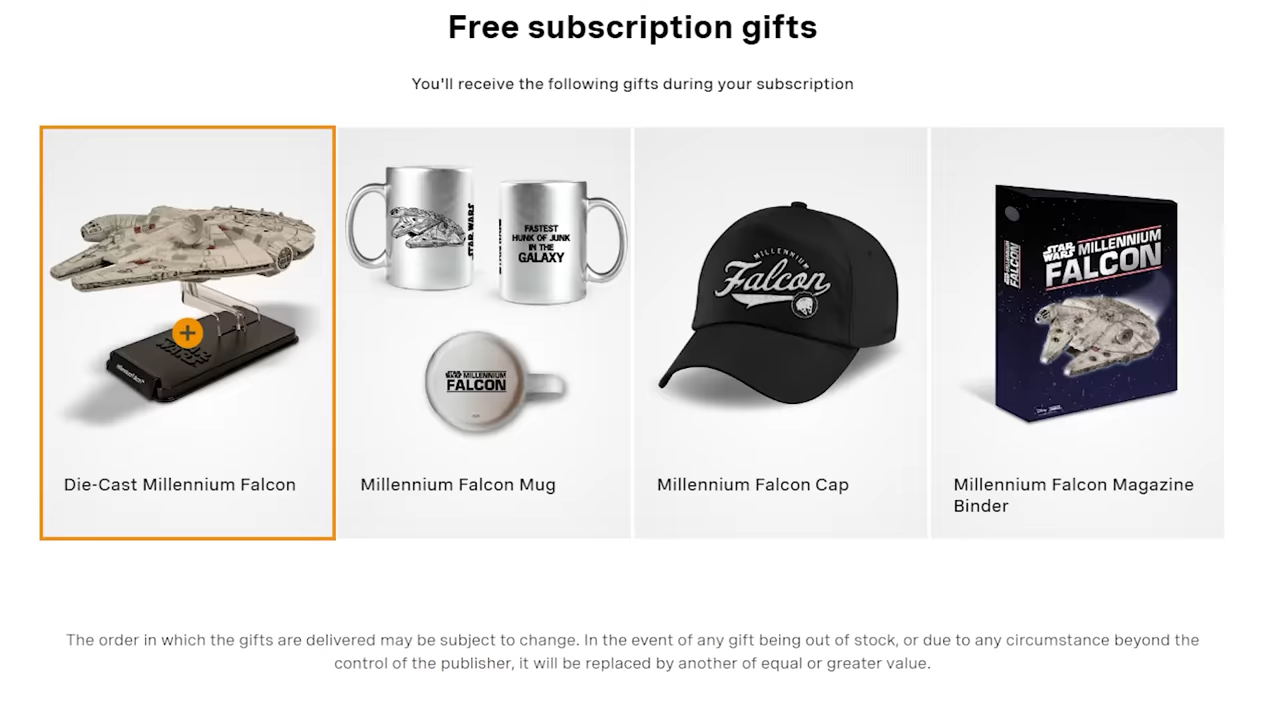 Free subscription gifts
You'll receive the following gifts during your subscription
STAR WARS
FASTEST
HUNK OF JUNK
IN THE
GALAXY
STAR WARS MILLENNIUM
FALCON
MILLENNIUM
Falcon
MILLENNIUM
FALCON
STAR WARS MILLENNIUM
FALCON
Die-Cast Millennium Falcon
Millennium Falcon Mug
Millennium Falcon Cap
Millennium Falcon Magazine
Binder
The order in which the gifts are delivered may be subject to change. In the event of any gift being out of stock, or due to any circumstance beyond the
control of the publisher, it will be replaced by another of equal or greater value.